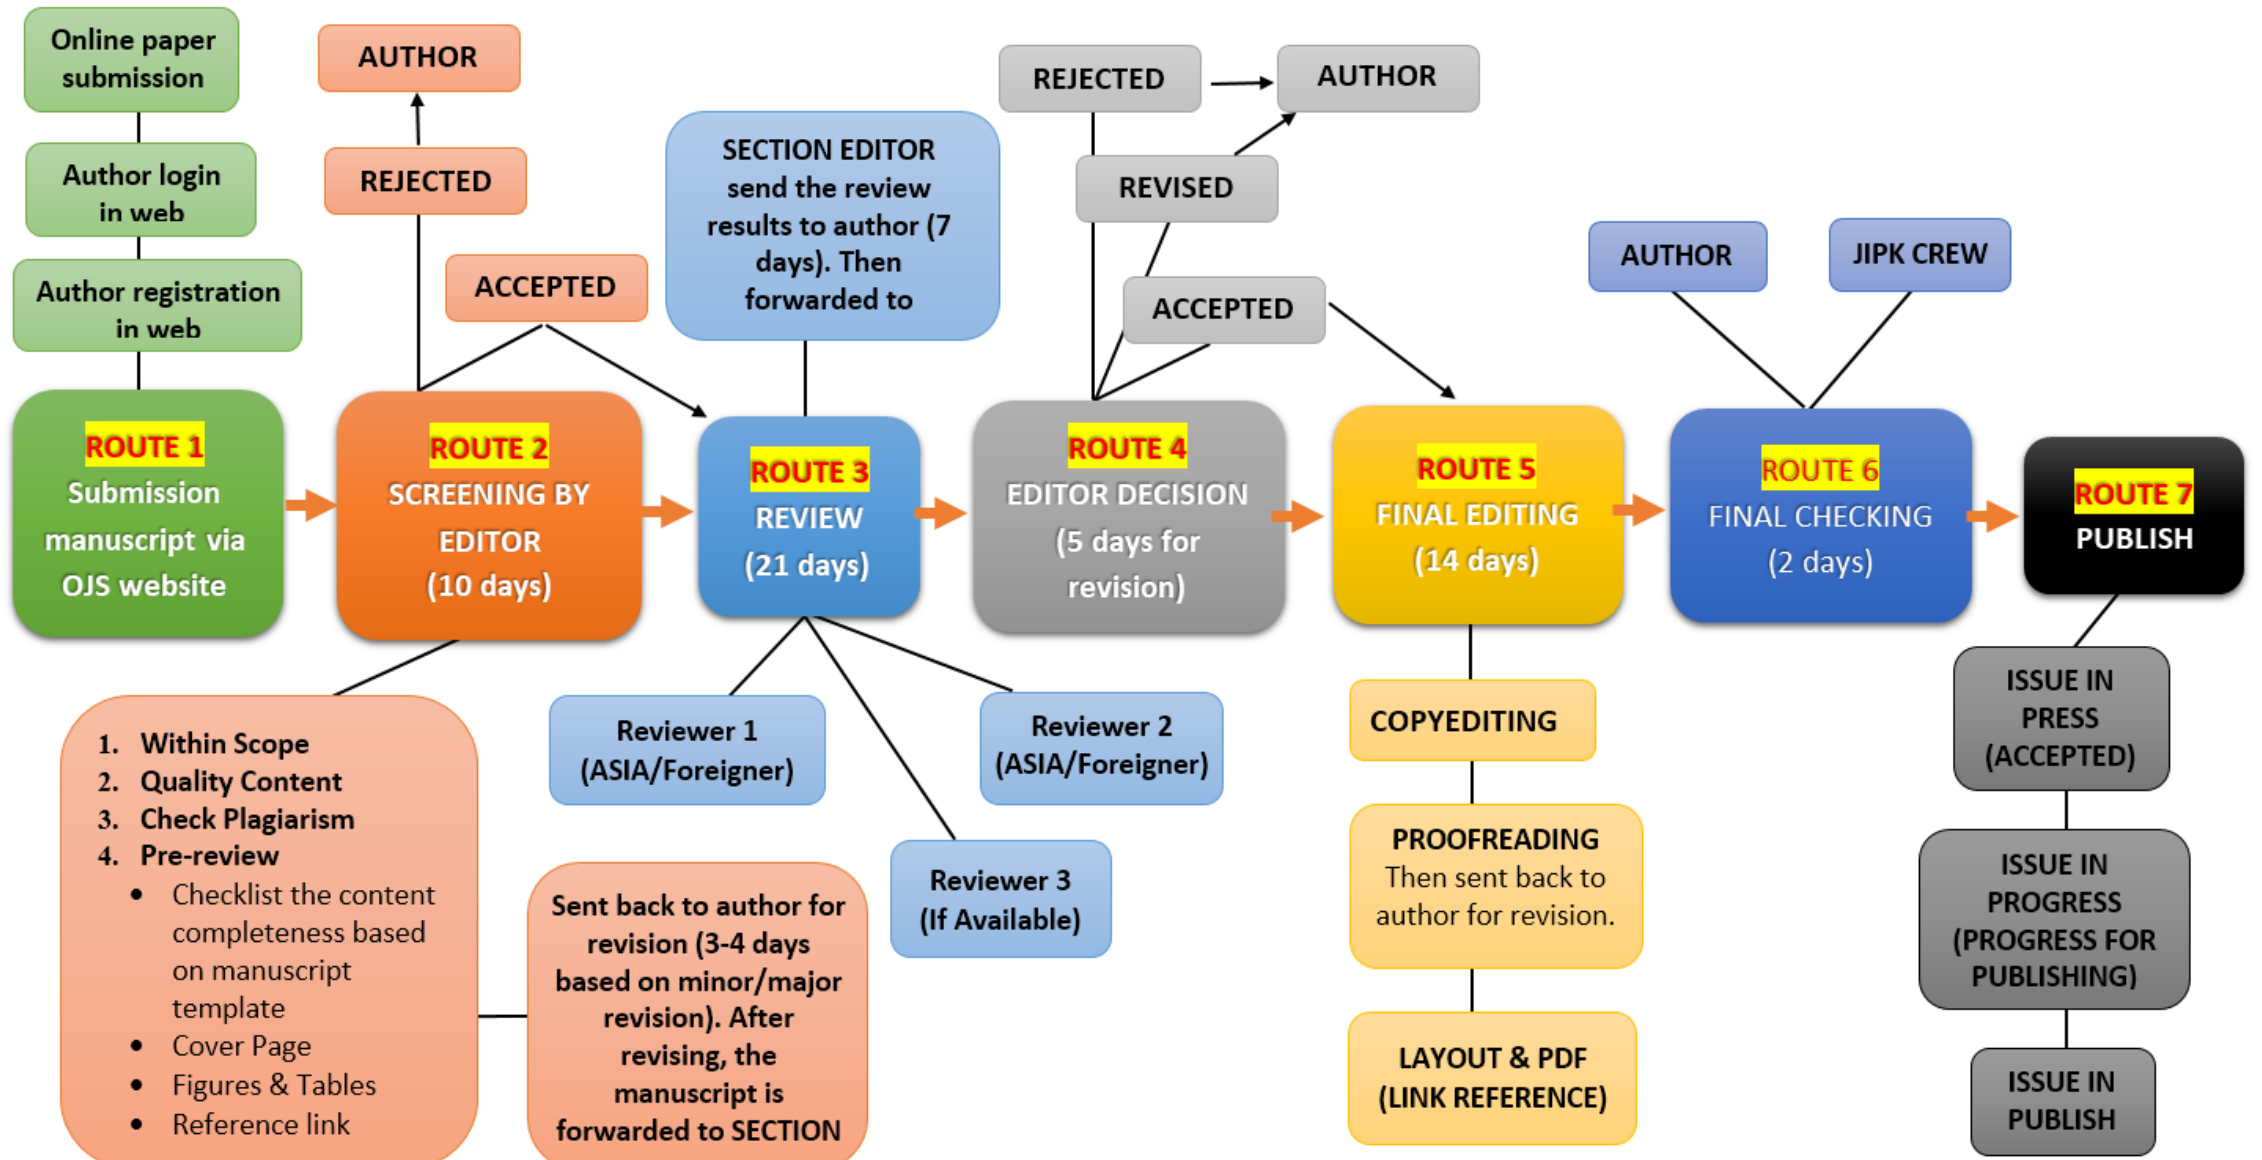 Online paper
submission
Author login
in web
Author registration
in web
ROUTE 1
Submission
manuscript via
OJS website
AUTHOR
REJECTED
ACCEPTED
ROUTE 2
SCREENING BY
EDITOR
(10 days)
1. Within Scope
2. Quality Content
3. Check Plagiarism
4. Pre-review
• Checklist the content
completeness based
on manuscript
template
• Cover Page
• Figures & Tables
• Reference link
Sent back to author for
revision (3-4 days
based on minor/major
revision). After
revising, the
manuscript is
forwarded to SECTION
SECTION EDITOR
send the review
results to author (7
days). Then
forwarded to
ROUTE 3
REVIEW
(21 days)
Reviewer 1
(ASIA/Foreigner)
Reviewer 2
(ASIA/Foreigner)
Reviewer 3
(If Available)
REJECTED
AUTHOR
REVISED
ACCEPTED
ROUTE 4
EDITOR DECISION
(5 days for
revision)
ROUTE 5
FINAL EDITING
(14 days)
COPYEDITING
PROOFREADING
Then sent back to
author for revision.
LAYOUT & PDF
(LINK REFERENCE)
AUTHOR
JIPK CREW
ROUTE 6
FINAL CHECKING
(2 days)
ROUTE 7
PUBLISH
ISSUE IN
PRESS
(ACCEPTED)
ISSUE IN
PROGRESS
(PROGRESS FOR
PUBLISHING)
ISSUE IN
PUBLISH